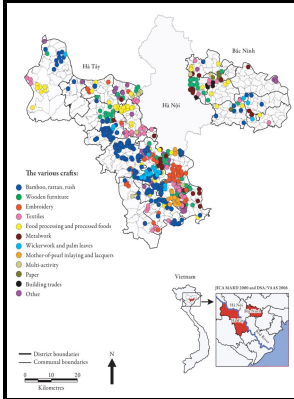 Hà Tây
Bắc Ninh
Hà Nội
The various crafts:
Bamboo, rattan, rush
Wooden furniture
Embroidery
Textiles
Food processing and processed foods
Metalwork
Wickerwork and palm leaves
Mother-of-pearl inlaying and lacquers
Multi-activity
Paper
Building trades
Other
Vietnam
JICA MARD 2000 and DSA/VAAS 2006
Hà Nội
District boundaries
Communal boundaries
N
0 10 20
Kilometres